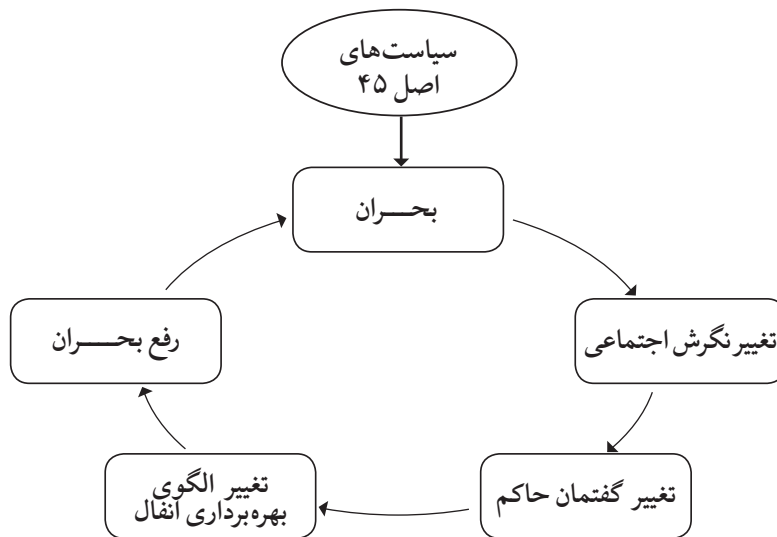 سیاست‌های
اصل ۴۵
بحـــران
تغییر نگرش اجتماعی
رفع بحـــران
تغییر گفتمان حاکم
تغییر الگوی
بهره‌برداری انفال